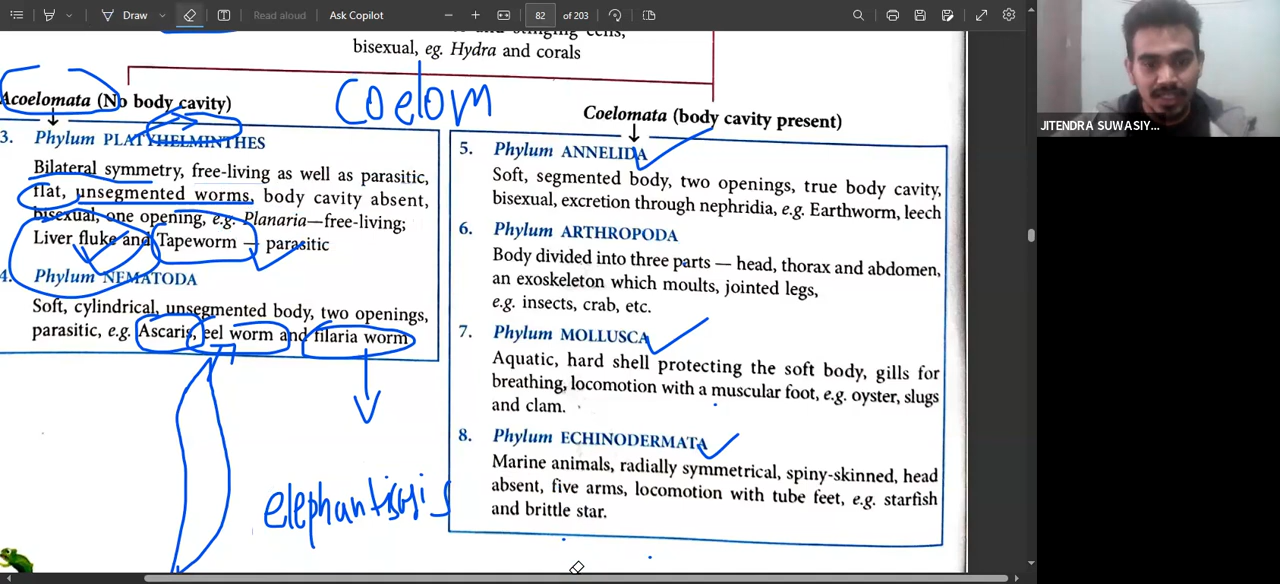 Draw
Read aloud
Ask Copilot
82 of 203
bisexual, eg. Hydra and corals
Acoelomata (No body cavity)
Coelom
Coelomata (body cavity present)
3. Phylum PLATYHELMINTHES
Bilateral symmetry, free-living as well as parasitic,
flat, unsegmented worms, body cavity absent,
bisexual, one opening, e.g. Planaria—free-living;
Liver fluke and Tapeworm — parasitic
4. Phylum NEMATODA
Soft, cylindrical, unsegmented body, two openings,
parasitic, e.g. Ascaris, eel worm and filaria worm
elephantisasis
5. Phylum ANNELIDA
Soft, segmented body, two openings, true body cavity,
bisexual, excretion through nephridia, e.g. Earthworm, leech
6. Phylum ARTHROPODA
Body divided into three parts — head, thorax and abdomen,
an exoskeleton which moults, jointed legs,
e.g. insects, crab, etc.
7. Phylum MOLLUSCA
Aquatic, hard shell protecting the soft body, gills for
breathing, locomotion with a muscular foot, e.g. oyster, slugs
and clam.
8. Phylum ECHINODERMATA
Marine animals, radially symmetrical, spiny-skinned, head
absent, five arms, locomotion with tube feet, e.g. starfish
and brittle star.
JITENDRA SUWASIY...